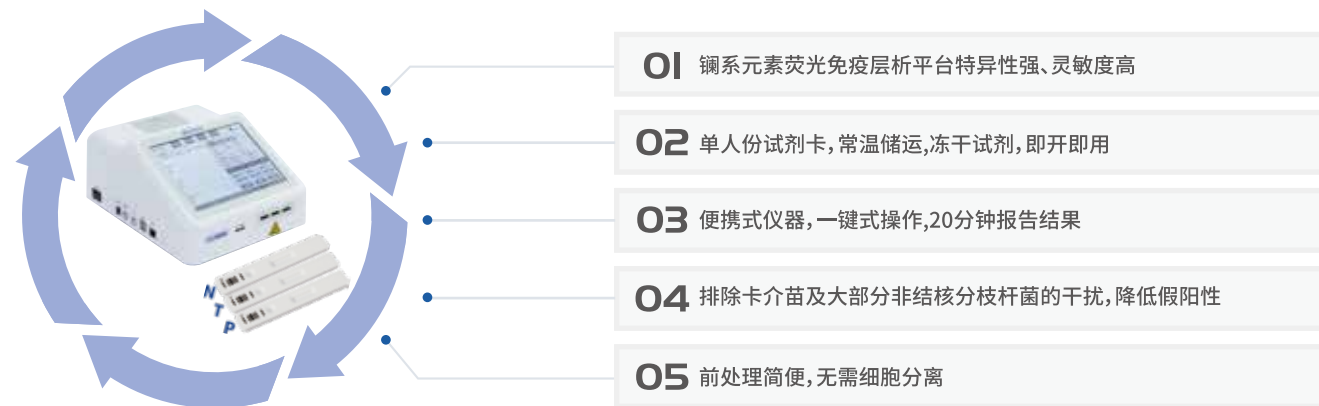 01 镧系元素荧光免疫层析平台特异性强、灵敏度高
02 单人份试剂卡，常温储运,冻干试剂，即开即用
03 便携式仪器，一键式操作,20分钟报告结果
04 排除卡介苗及大部分非结核分枝杆菌的干扰，降低假阳性
05 前处理简便，无需细胞分离
N
T
P